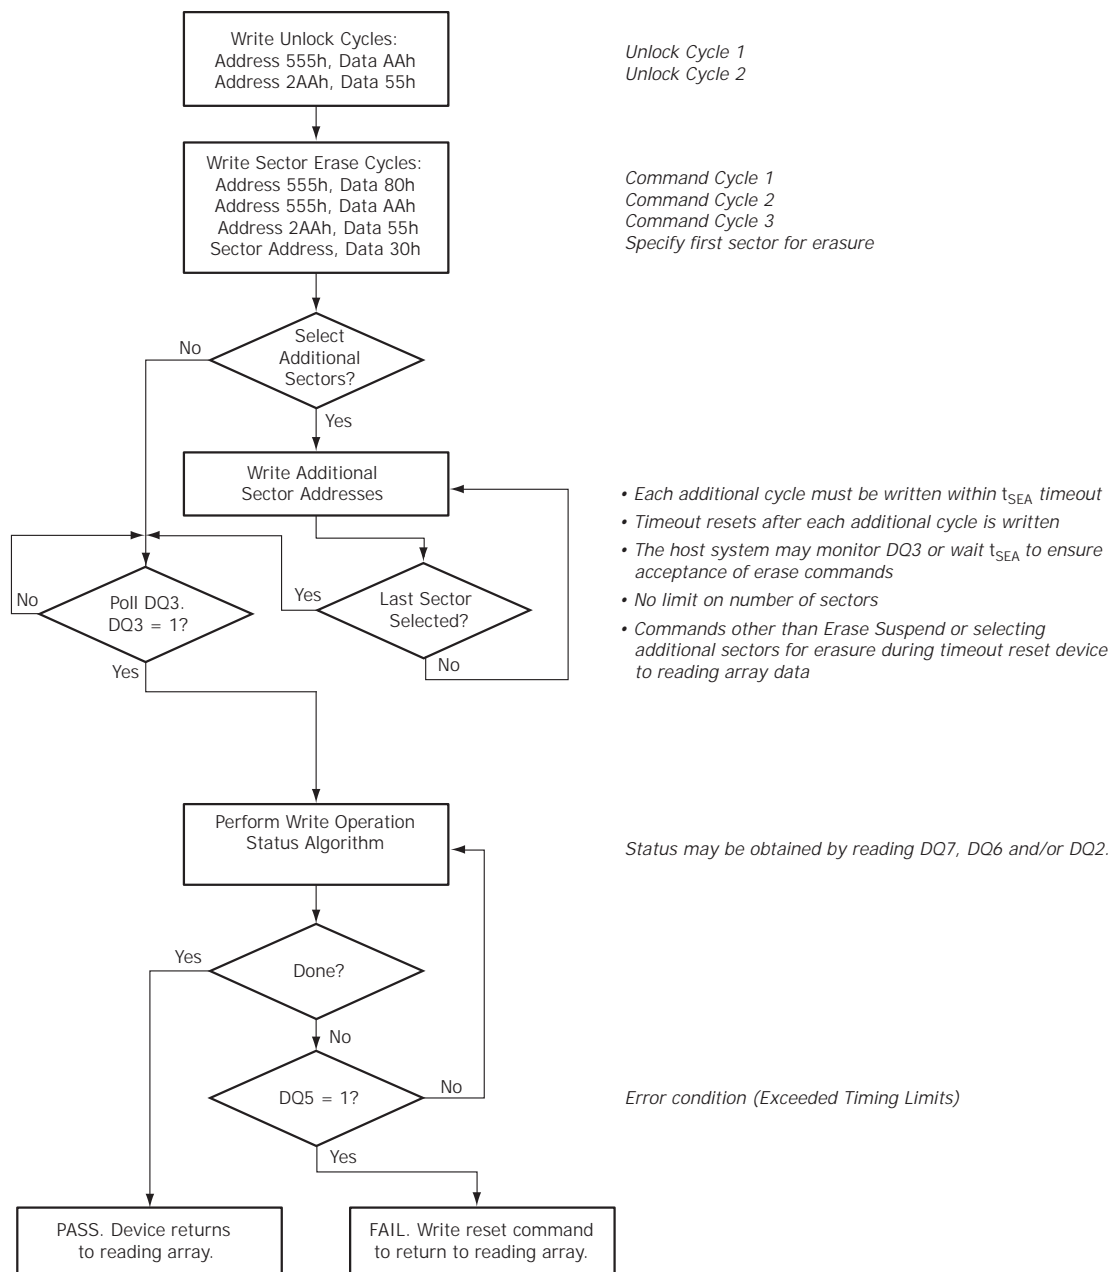 Write Unlock Cycles:
Address 555h, Data AAh
Address 2AAh, Data 55h
Unlock Cycle 1
Unlock Cycle 2
Write Sector Erase Cycles:
Address 555h, Data 80h
Address 555h, Data AAh
Address 2AAh, Data 55h
Sector Address, Data 30h
Command Cycle 1
Command Cycle 2
Command Cycle 3
Specify first sector for erasure
Select
Additional
Sectors?
No
Yes
Write Additional
Sector Addresses
• Each additional cycle must be written within tSEA timeout
• Timeout resets after each additional cycle is written
• The host system may monitor DQ3 or wait tSEA to ensure
acceptance of erase commands
• No limit on number of sectors
• Commands other than Erase Suspend or selecting
additional sectors for erasure during timeout reset device
to reading array data
No
Poll DQ3.
DQ3 = 1?
Yes
Yes
Last Sector
Selected?
No
Perform Write Operation
Status Algorithm
Status may be obtained by reading DQ7, DQ6 and/or DQ2.
Yes
Done?
No
DQ5 = 1?
No
Error condition (Exceeded Timing Limits)
Yes
PASS. Device returns
to reading array.
FAIL. Write reset command
to return to reading array.